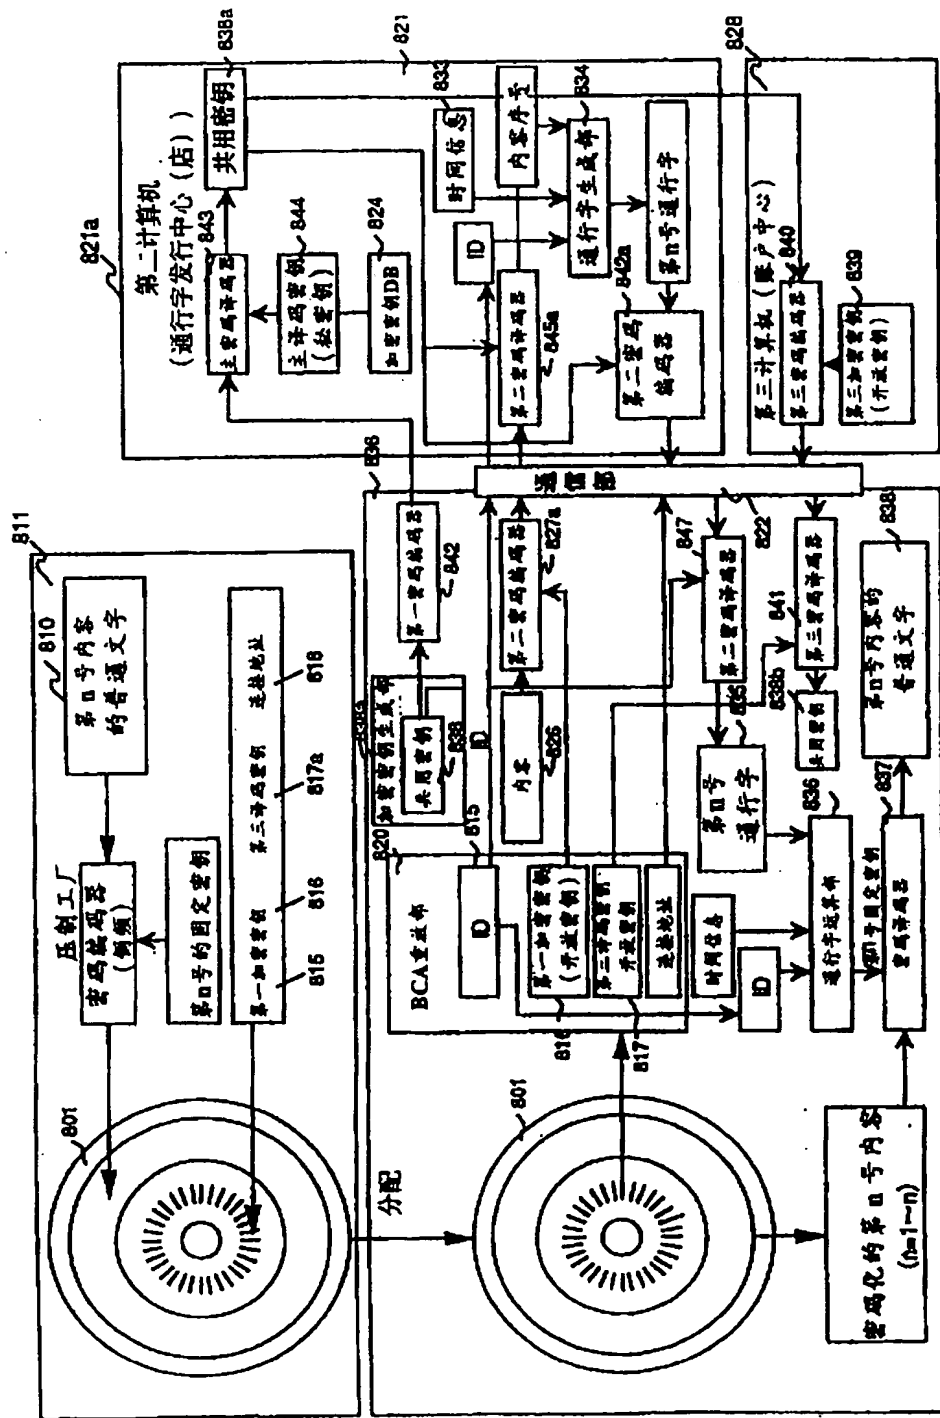 811
810
第n号内容
的普通文字
压制工厂
密码编码器
(倒频)
第n号的固定密钥
第一加密密钥
第三译码密钥
连接地址
815
816
817a
818
801
分配
821a
第二计算机
(通行字发行中心(店))
821
843
主密码译码器
共用密钥
838a
844
主译码密钥
(秘密钥)
824
加密密钥DB
833
时间信息
ID
内容序号
834
通行字生成部
第n号通行字
845a
第二密码译码器
842a
第二密码
编码器
828
第三计算机(账户中心)
840
第三密码编码器
839
第三加密密钥
(开放密钥)
836
通信部
822
第一密码编码器
842
加密密钥生成部
共用密钥
838
第二密码编码器
827a
内容
826
ID
820
BCA重放部
815
ID
第一加密密钥
(开放密钥)
816
第三译码密钥
开放密钥
817
连接地址
847
第二密码译码器
第三密码译码器
841
838b
共用密钥
835
第n号
通行字
时间信息
ID
836
通行字运算部
第n号固定密钥
837
密码译码器
838
第n号内容的
普通文字
801
密码化的第n号内容
(n=1~n)